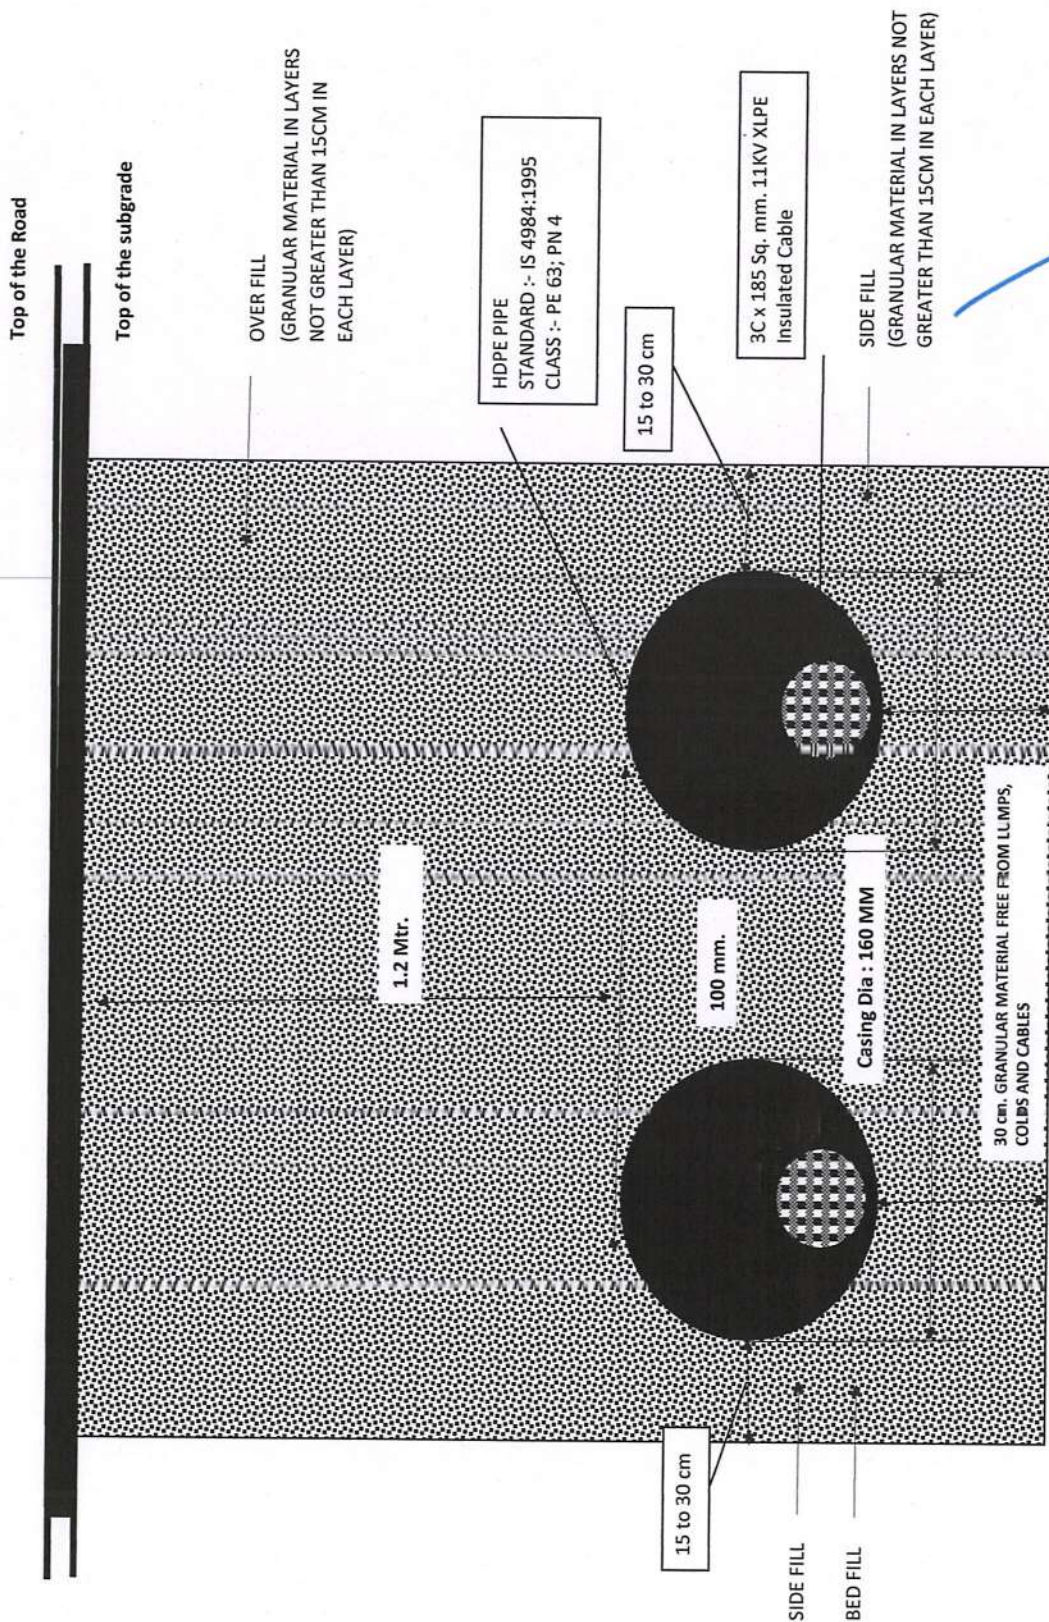 Top of the Road
Top of the subgrade
OVER FILL
(GRANULAR MATERIAL IN LAYERS
NOT GREATER THAN 15CM IN
EACH LAYER)
HDPE PIPE
STANDARD :- IS 4984:1995
CLASS :- PE 63; PN 4
1.2 Mtr.
15 to 30 cm
100 mm.
3C x 185 Sq. mm. 11KV XLPE
Insulated Cable
Casing Dia : 160 MM
SIDE FILL
(GRANULAR MATERIAL IN LAYERS NOT
GREATER THAN 15CM IN EACH LAYER)
15 to 30 cm
SIDE FILL
BED FILL
30 cm. GRANULAR MATERIAL FREE FROM LUMPS,
COLDS AND CABLES